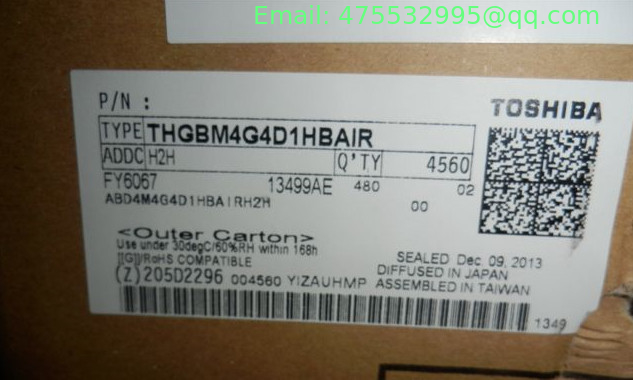 Email: 475532995@qq.com
P/N :
TOSHIBA
TYPE THGBM4G4D1HBAIR
ADDC H2H Q'TY 4560
FY6067 13499AE 480 02
ABD4M4G4D1HBAIRH2H 00
<Outer Carton>
Use under 30degC/60%RH within 168h
[[G]]/RoHS COMPATIBLE
SEALED Dec. 09, 2013
DIFFUSED IN JAPAN
(Z)205D2296 004560 YIZAUHMP ASSEMBLED IN TAIWAN
1349